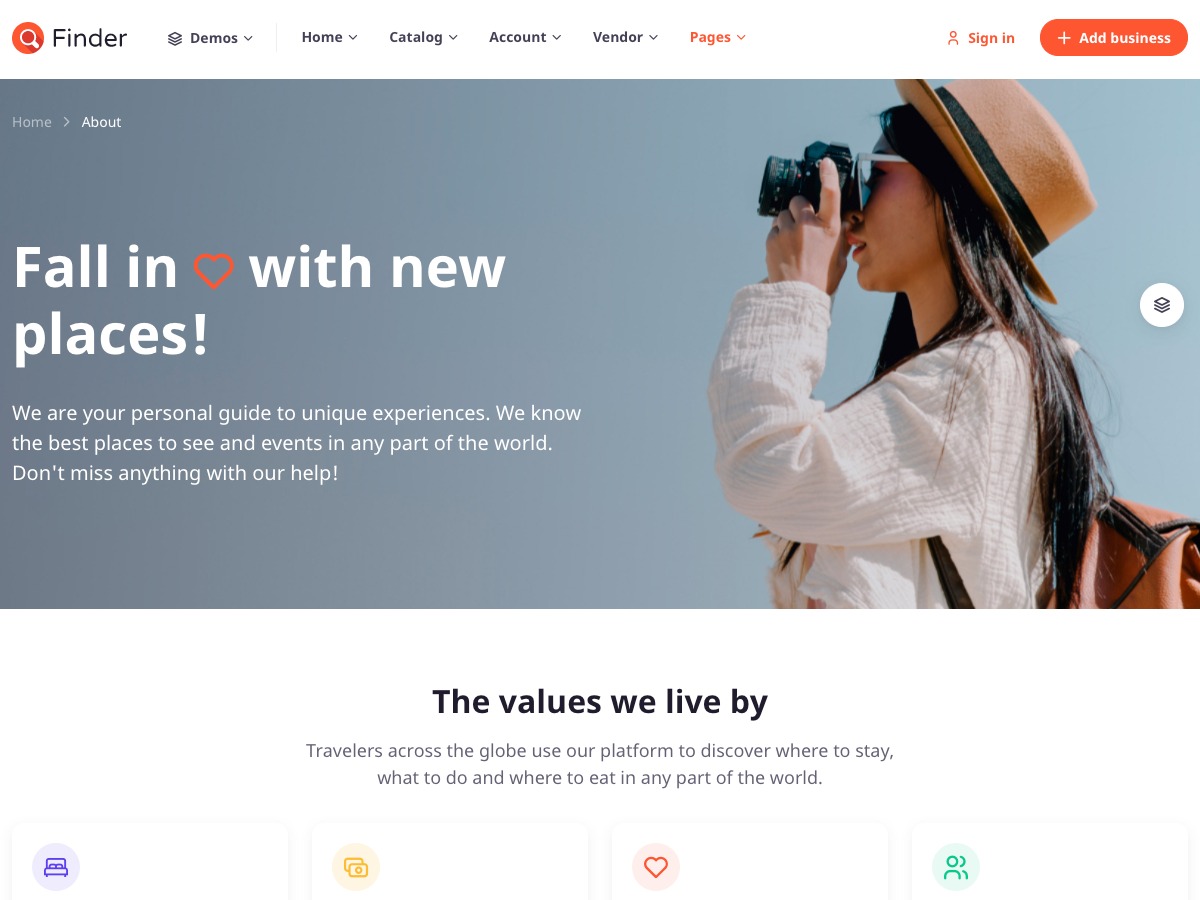 Finder
Demos
Home
Catalog
Account
Vendor
Pages
Sign in
Add business
Home
About
Fall in with new
places!
We are your personal guide to unique experiences. We know
the best places to see and events in any part of the world.
Don't miss anything with our help!
The values we live by
Travelers across the globe use our platform to discover where to stay,
what to do and where to eat in any part of the world.